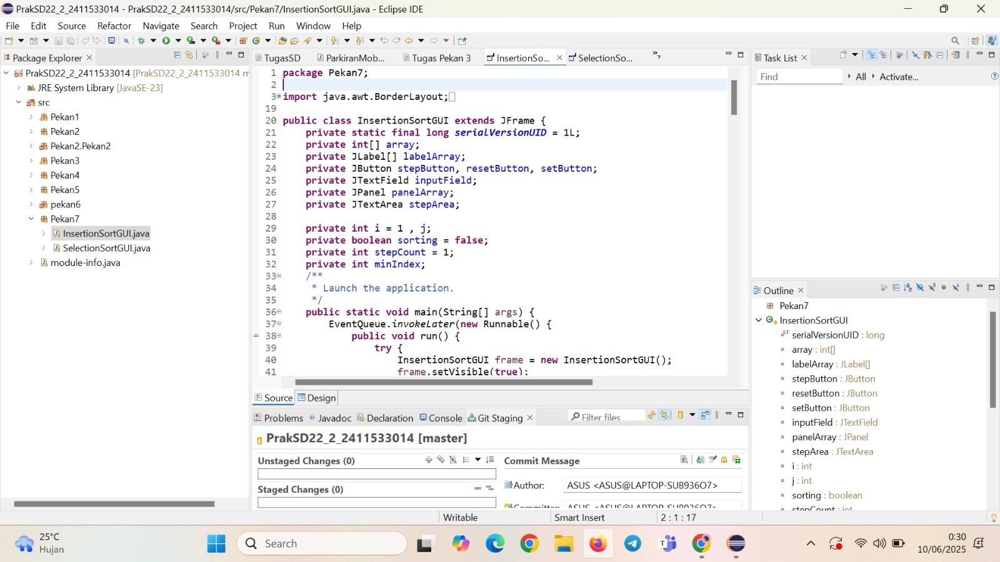 PrakSD22_2_2411533014 - PrakSD22_2_2411533014/src/Pekan7/InsertionSortGUI.java - Eclipse IDE
File Edit Source Refactor Navigate Search Project Run Window Help
Package Explorer
PrakSD22_2_2411533014 [PrakSD22_2_2411533014 m
JRE System Library [JavaSE-23]
src
Pekan1
Pekan2
Pekan2.Pekan2
Pekan3
Pekan4
Pekan5
pekan6
Pekan7
InsertionSortGUI.java
SelectionSortGUI.java
module-info.java
TugasSD ParkiranMob... Tugas Pekan 3 InsertionSo... SelectionSo... »7
1 package Pekan7;
2
3 import java.awt.BorderLayout;
19
20 public class InsertionSortGUI extends JFrame {
21 private static final long serialVersionUID = 1L;
22 private int[] array;
23 private JLabel[] labelArray;
24 private JButton stepButton, resetButton, setButton;
25 private JTextField inputField;
26 private JPanel panelArray;
27 private JTextArea stepArea;
28
29 private int i = 1 , j;
30 private boolean sorting = false;
31 private int stepCount = 1;
32 private int minIndex;
33 /**
34 * Launch the application.
35 */
36 public static void main(String[] args) {
37 EventQueue.invokeLater(new Runnable() {
38 public void run() {
39 try {
40 InsertionSortGUI frame = new InsertionSortGUI();
41 frame.setVisible(true);
Source Design
Problems Javadoc Declaration Console Git Staging
Filter files
PrakSD22_2_2411533014 [master]
Unstaged Changes (0)
Staged Changes (0)
Commit Message
Author: ASUS <ASUS@LAPTOP-SUB936O7>
Committer: ASUS <ASUS@LAPTOP-SUB936O7>
Task List
Find All Activate...
Outline
Pekan7
InsertionSortGUI
serialVersionUID : long
array : int[]
labelArray : JLabel[]
stepButton : JButton
resetButton : JButton
setButton : JButton
inputField : JTextField
panelArray : JPanel
stepArea : JTextArea
i : int
j : int
sorting : boolean
stepCount : int
Writable Smart Insert 2 : 1 : 17
25°C
Hujan
Search
0:30
10/06/2025